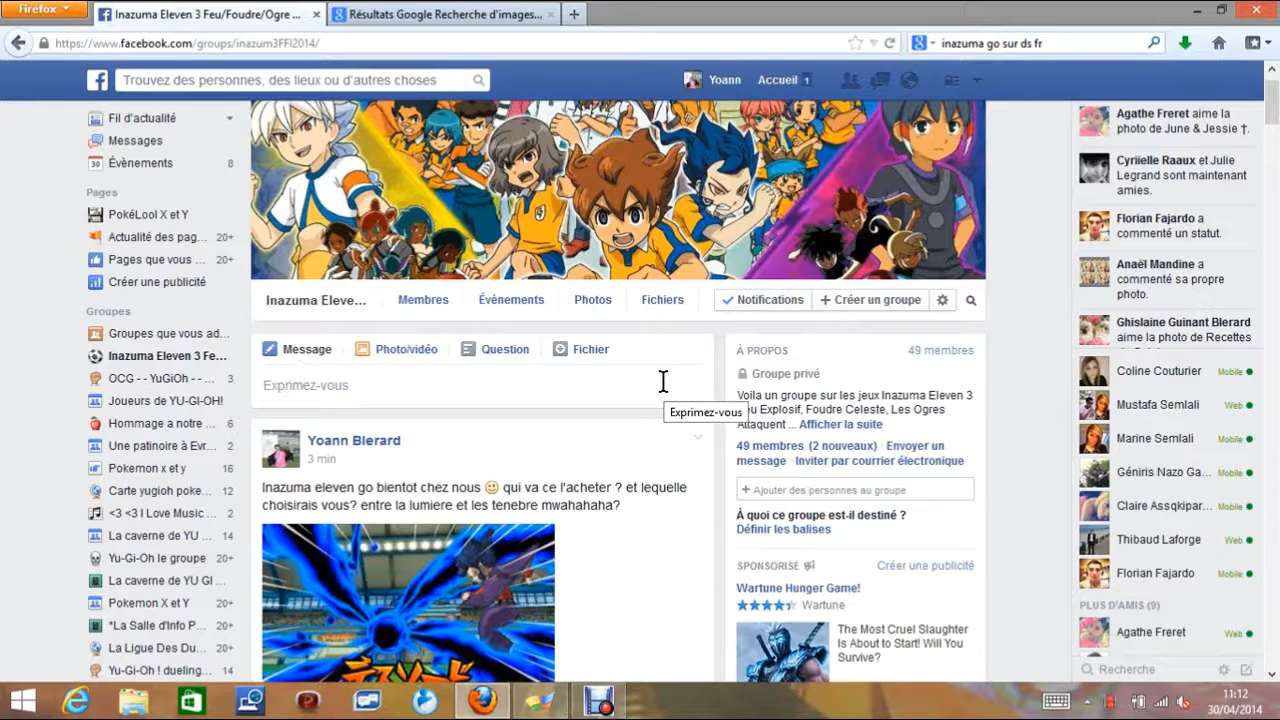 Firefox
Inazuma Eleven 3 Feu/Foudre/Ogre ...
Résultats Google Recherche d'images...
https://www.facebook.com/groups/inazum3FFI2014/
inazuma go sur ds fr
Trouvez des personnes, des lieux ou d'autres choses
Yoann
Accueil 1
Fil d'actualité
Messages
30 Évènements 8
Pages
PokéLool X et Y
Actualité des pag... 20+
Pages que vous ... 20+
Créer une publicité
Groupes
Groupes que vous ad...
Inazuma Eleven 3 Fe...
OCG - - YuGiOh - - ... 3
Joueurs de YU-GI-OH!
Hommage a notre ... 6
Une patinoire à Evr... 2
Pokemon x et y 16
Carte yugioh poke... 12
<3 <3 I Love Music ... 2
La caverne de YU ... 14
Yu-Gi-Oh le groupe 20+
La caverne de YU GI ...
Pokemon X et Y 20+
*La Salle d'Info P... 20+
La Ligue Des Du... 20+
Yu-Gi-Oh ! dueling... 14
Inazuma Eleve...
Membres
Évènements
Photos
Fichiers
Notifications
+ Créer un groupe
Message
Photo/vidéo
Question
Fichier
Exprimez-vous
Exprimez-vous
Yoann Blerard
3 min
Inazuma eleven go bientot chez nous qui va ce l'acheter ? et lequelle
choisirais vous? entre la lumiere et les tenebre mwahahaha?
À PROPOS
49 membres
Groupe privé
Voila un groupe sur les jeux Inazuma Eleven 3
Feu Explosif, Foudre Celeste, Les Ogres
Attaquent ... Afficher la suite
49 membres (2 nouveaux) · Envoyer un
message · Inviter par courrier électronique
+ Ajouter des personnes au groupe
À quoi ce groupe est-il destiné ?
Définir les balises
SPONSORISÉ
Créer une publicité
Wartune Hunger Game!
Wartune
The Most Cruel Slaughter
Is About to Start! Will You
Survive?
Agathe Freret aime la
photo de June & Jessie †.
Cyriielle Raaux et Julie
Legrand sont maintenant
amies.
Florian Fajardo a
commenté un statut.
Anaël Mandine a
commenté sa propre
photo.
Ghislaine Guinant Blerard
aime la photo de Recettes
Coline Couturier Mobile
Mustafa Semlali Web
Marine Semlali Mobile
Géniris Nazo Ga... Mobile
Claire Assqkipar... Mobile
Thibaud Laforge Web
Florian Fajardo Mobile
PLUS D'AMIS (9)
Agathe Freret Web
Recherche
11:12
30/04/2014